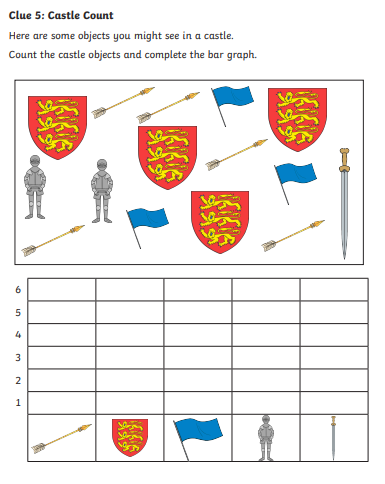 Clue 5: Castle Count
Here are some objects you might see in a castle.
Count the castle objects and complete the bar graph.
6
5
4
3
2
1